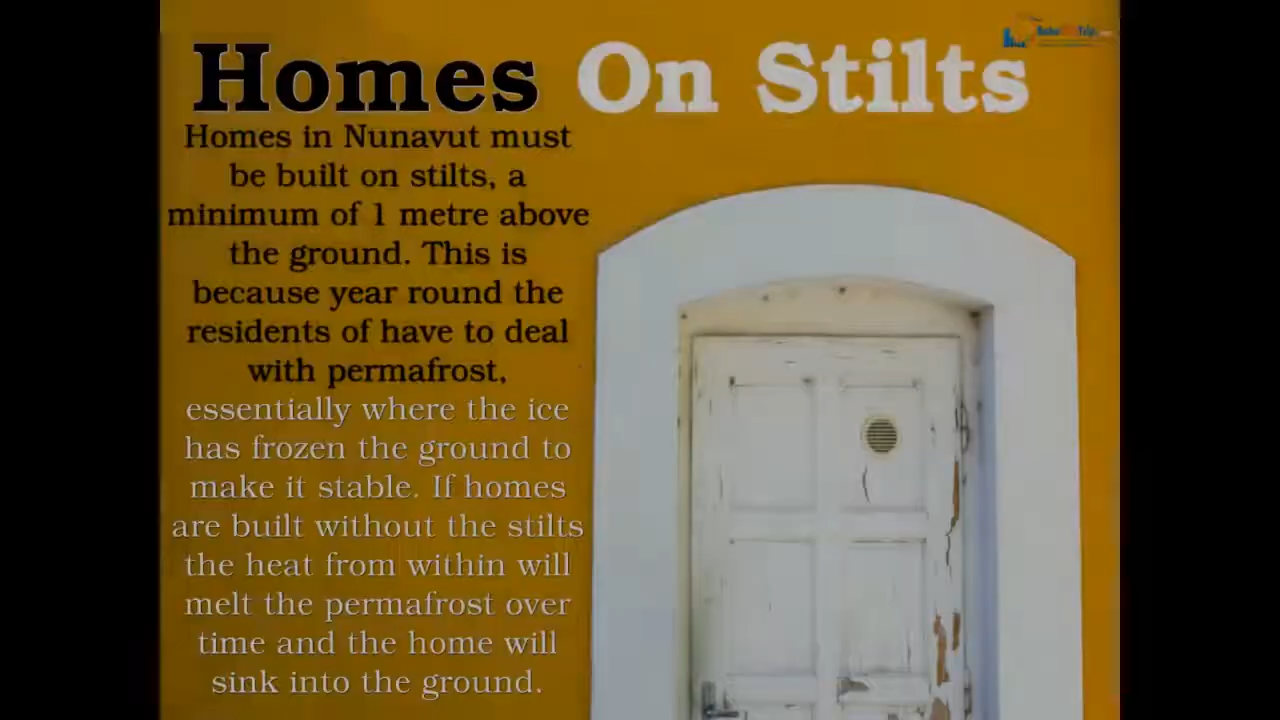 Homes On Stilts
Homes in Nunavut must
be built on stilts, a
minimum of 1 metre above
the ground. This is
because year round the
residents of have to deal
with permafrost,
essentially where the ice
has frozen the ground to
make it stable. If homes
are built without the stilts
the heat from within will
melt the permafrost over
time and the home will
sink into the ground.